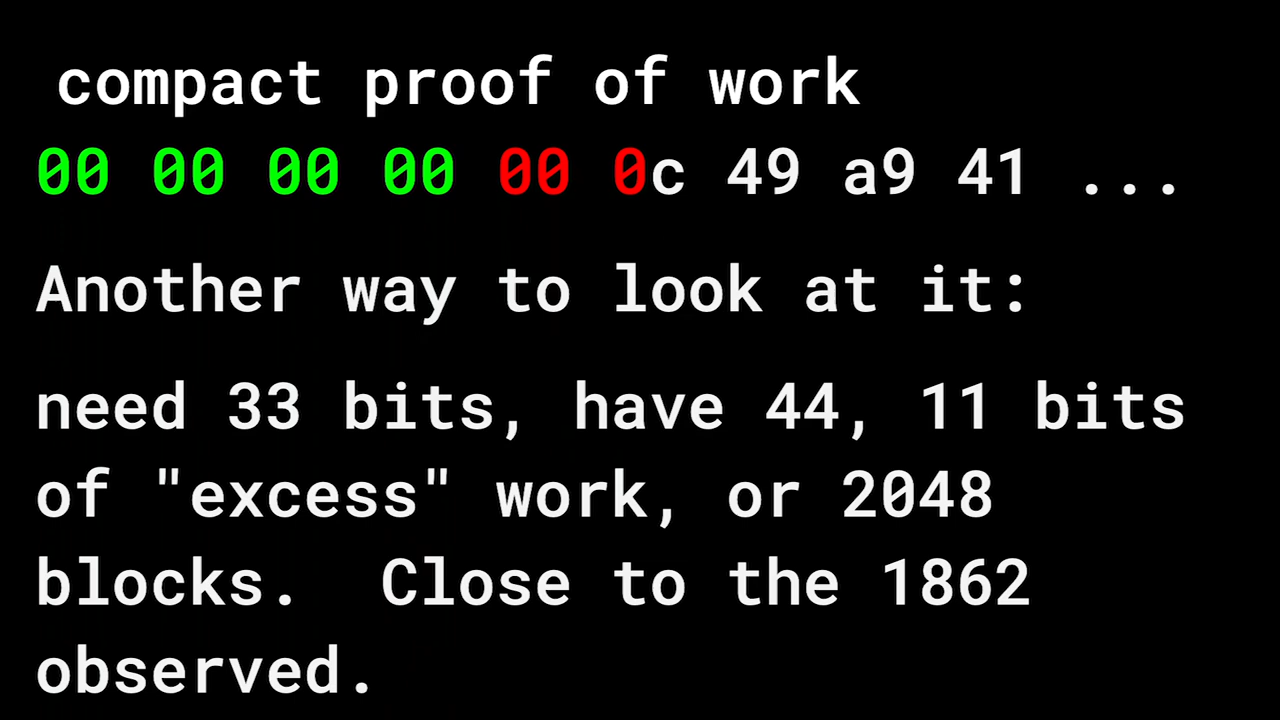 compact proof of work
00 00 00 00 00 0c 49 a9 41 ...
Another way to look at it:
need 33 bits, have 44, 11 bits
of "excess" work, or 2048
blocks.  Close to the 1862
observed.